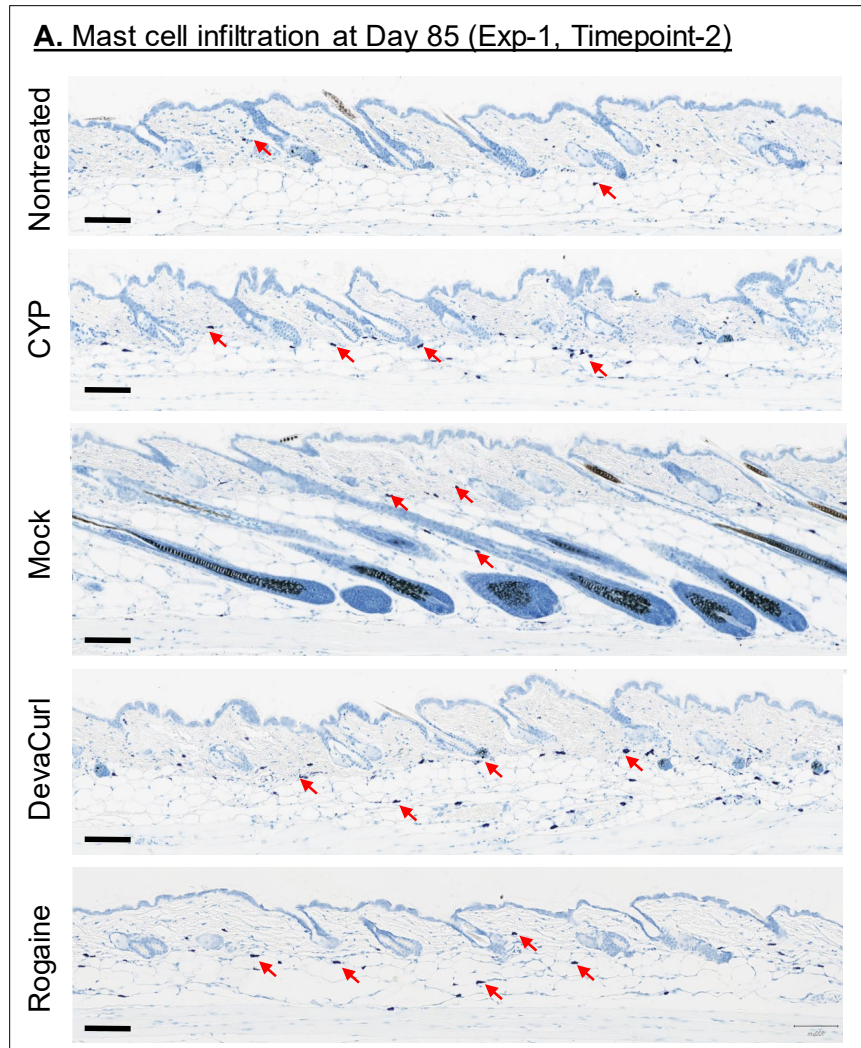 A. Mast cell infiltration at Day 85 (Exp-1, Timepoint-2)
Nontreated
CYP
Mock
DevaCurl
Rogaine